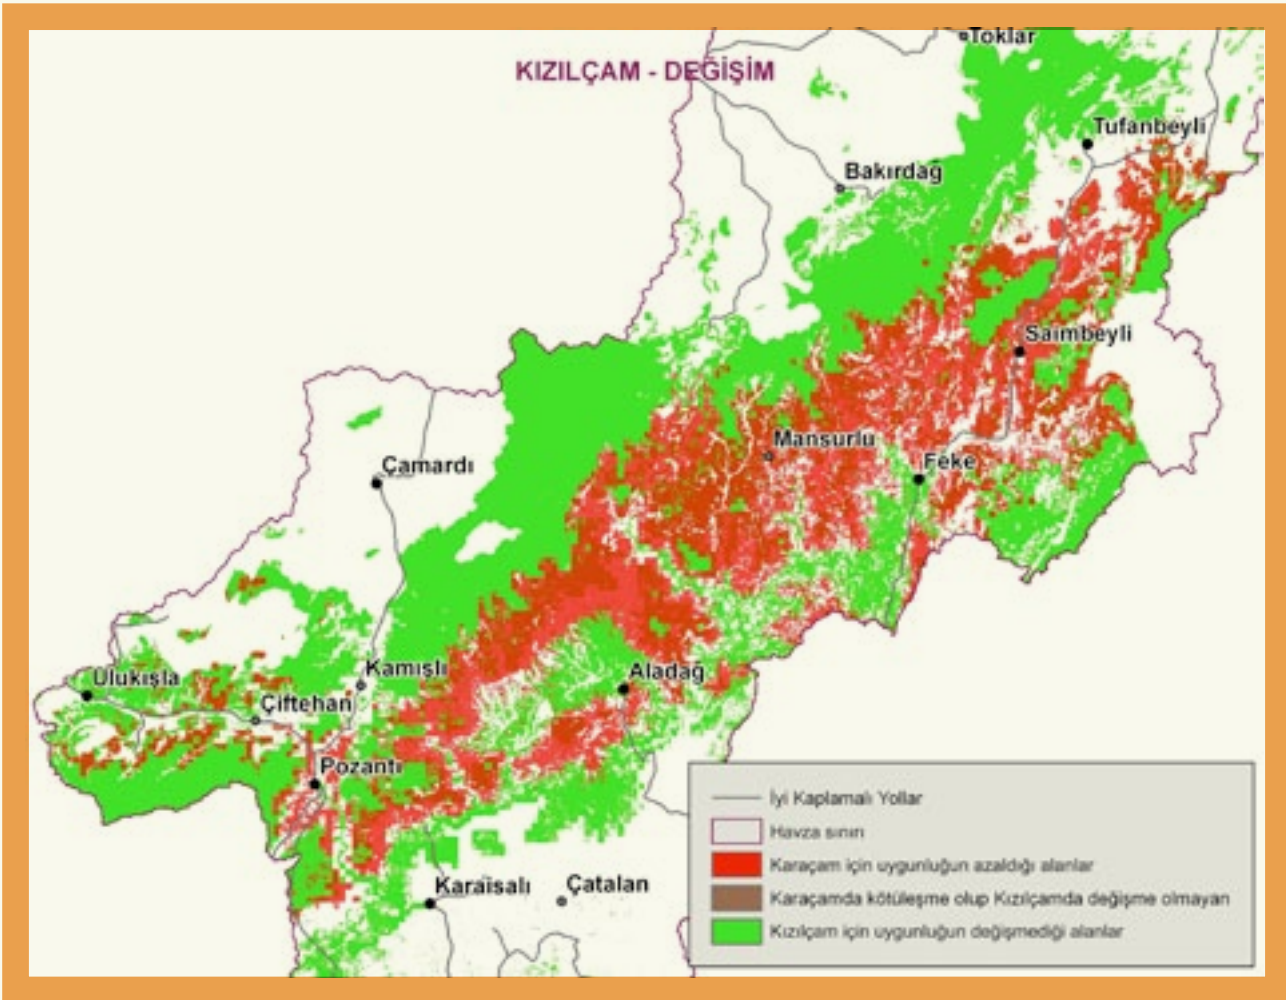 Toklar
KIZILÇAM - DEĞİŞİM
Tufanbeyli
Bakırdağ
Saimbeyli
Mansurlu
Feke
Çamardı
Kamışlı
Aladağ
Ulukışla
Çiftehan
Pozantı
Karaisalı
Çatalan
İyi Kaplamalı Yollar
Havza sınırı
Karaçam için uygunluğun azaldığı alanlar
Karaçamda kötüleşme olup Kızılçamda değişme olmayan
Kızılçam için uygunluğun değişmediği alanlar